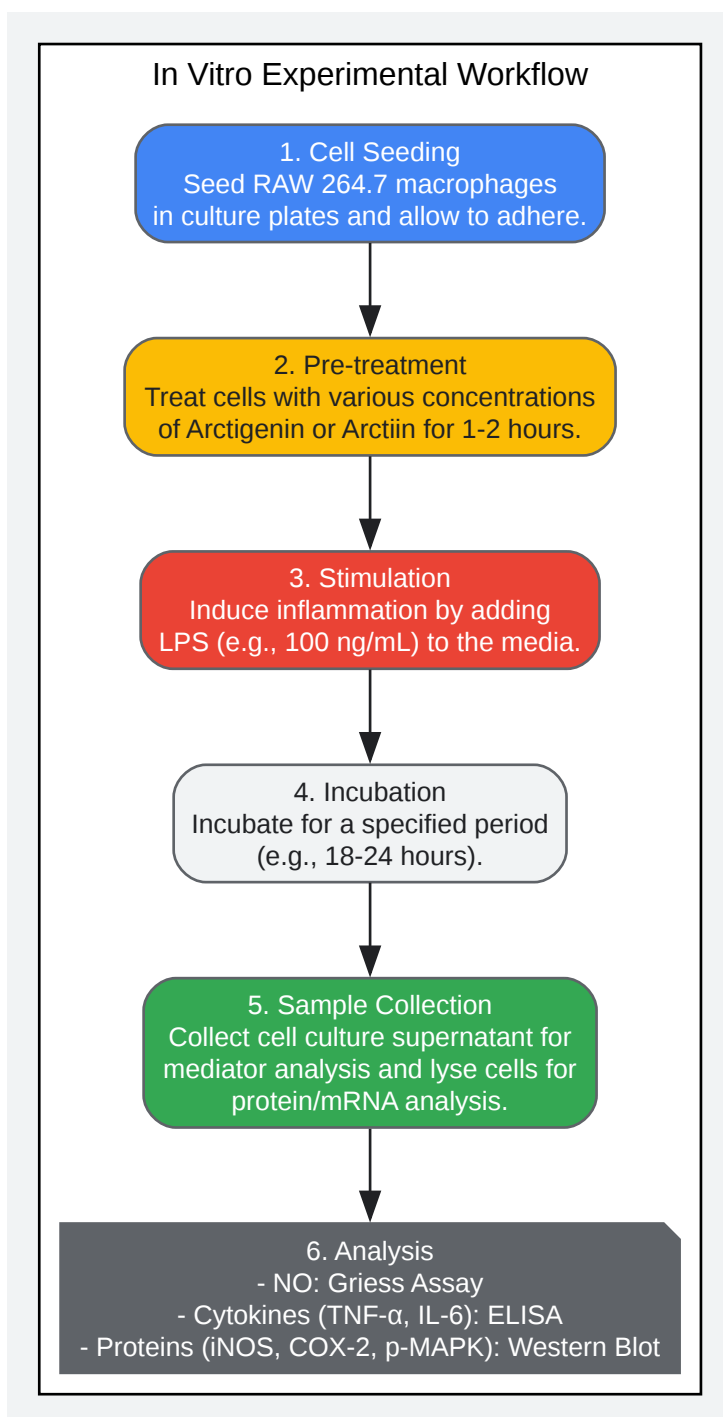 In Vitro Experimental Workflow
1. Cell Seeding
Seed RAW 264.7 macrophages
in culture plates and allow to adhere.
2. Pre-treatment
Treat cells with various concentrations
of Arctigenin or Arctiin for 1-2 hours.
3. Stimulation
Induce inflammation by adding
LPS (e.g., 100 ng/mL) to the media.
4. Incubation
Incubate for a specified period
(e.g., 18-24 hours).
5. Sample Collection
Collect cell culture supernatant for
mediator analysis and lyse cells for
protein/mRNA analysis.
6. Analysis
- NO: Griess Assay
- Cytokines (TNF-α, IL-6): ELISA
- Proteins (iNOS, COX-2, p-MAPK): Western Blot